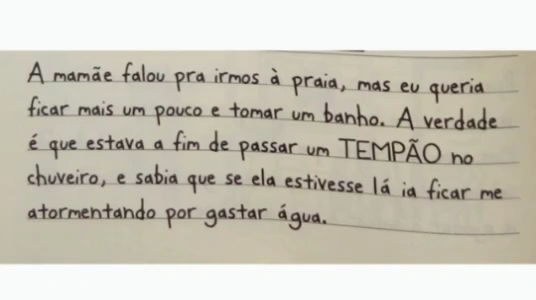 A mamãe falou pra irmos à praia, mas eu queria
ficar mais um pouco e tomar um banho. A verdade
é que estava a fim de passar um TEMPÃO no
chuveiro, e sabia que se ela estivesse lá ia ficar me
atormentando por gastar água.